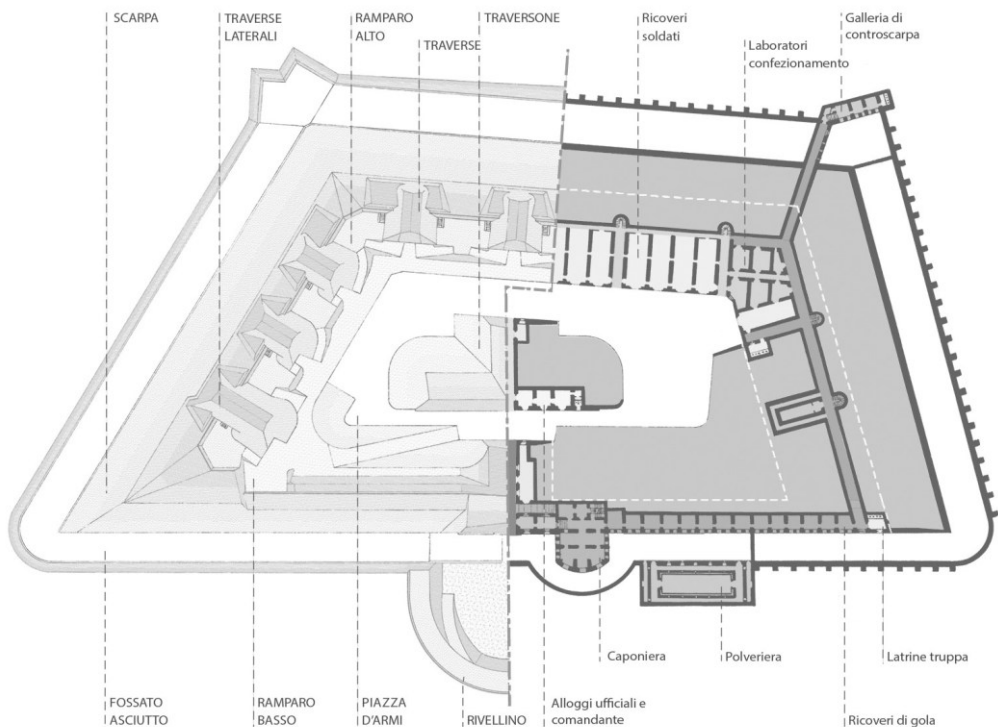 SCARPA
TRAVERSE
LATERALI
RAMPARO
ALTO
TRAVERSE
TRAVERSONE
Ricoveri
soldati
Laboratori
confezionamento
Galleria di
controscarpa
Caponiera
Polveriera
Latrine truppa
FOSSATO
ASCIUTTO
RAMPARO
BASSO
PIAZZA
D'ARMI
RIVELLINO
Alloggi ufficiali e
comandante
Ricoveri di gola